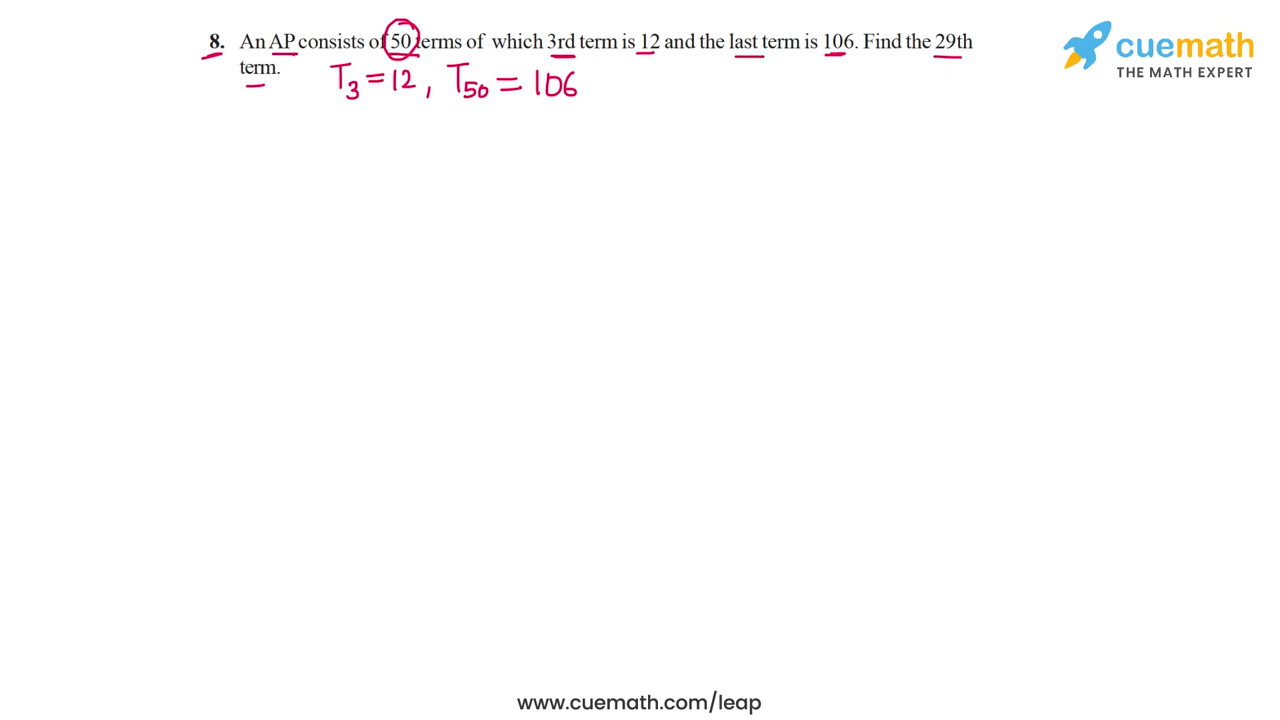 8. An AP consists of 50 terms of which 3rd term is 12 and the last term is 106. Find the 29th
term.
T₃ = 12, T₅₀ = 106
cuemath
THE MATH EXPERT
www.cuemath.com/leap